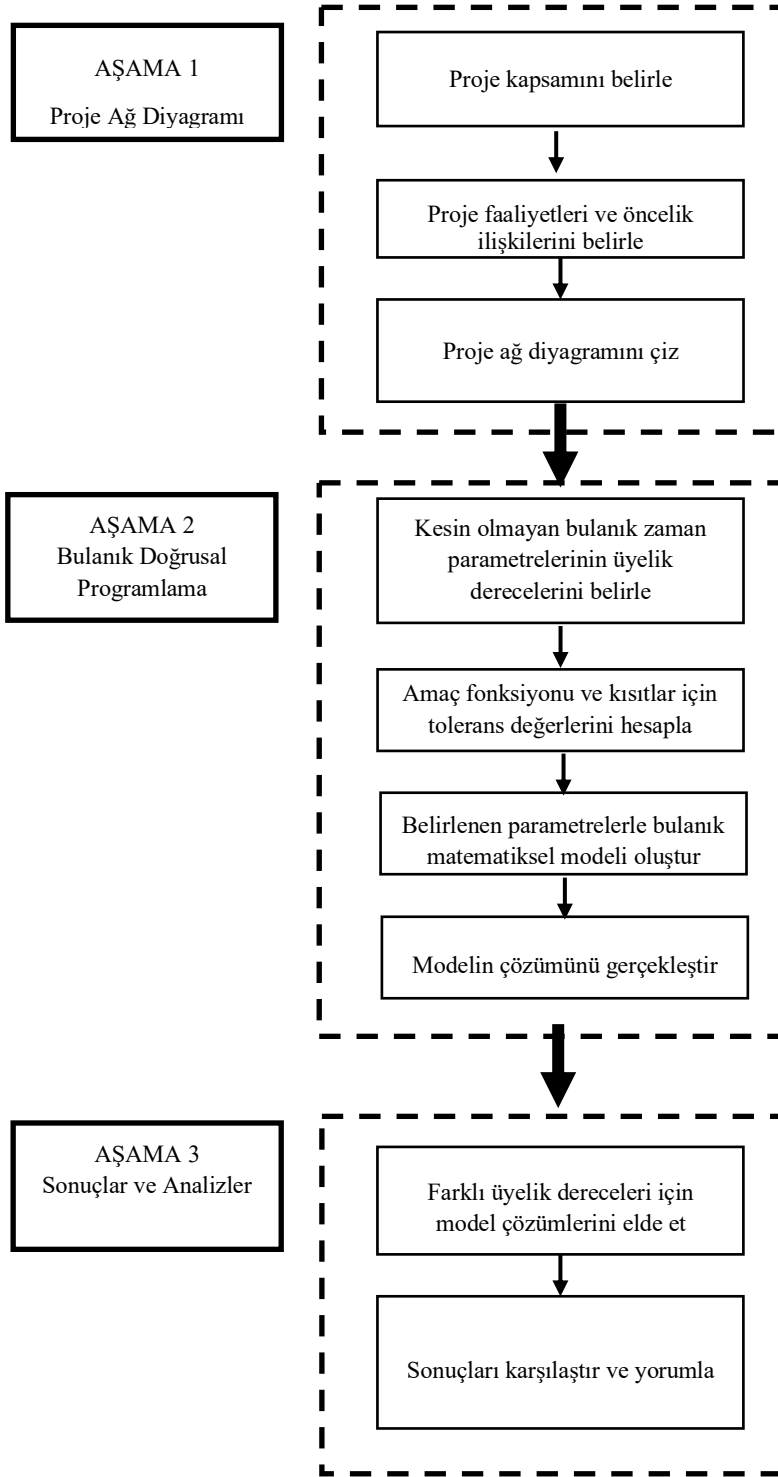 AŞAMA 1
Proje Ağ Diyagramı
Proje kapsamını belirle
Proje faaliyetleri ve öncelik
ilişkilerini belirle
Proje ağ diyagramını çiz
AŞAMA 2
Bulanık Doğrusal
Programlama
Kesin olmayan bulanık zaman
parametrelerinin üyelik
derecelerini belirle
Amaç fonksiyonu ve kısıtlar için
tolerans değerlerini hesapla
Belirlenen parametrelerle bulanık
matematiksel modeli oluştur
Modelin çözümünü gerçekleştir
AŞAMA 3
Sonuçlar ve Analizler
Farklı üyelik dereceleri için
model çözümlerini elde et
Sonuçları karşılaştır ve yorumla